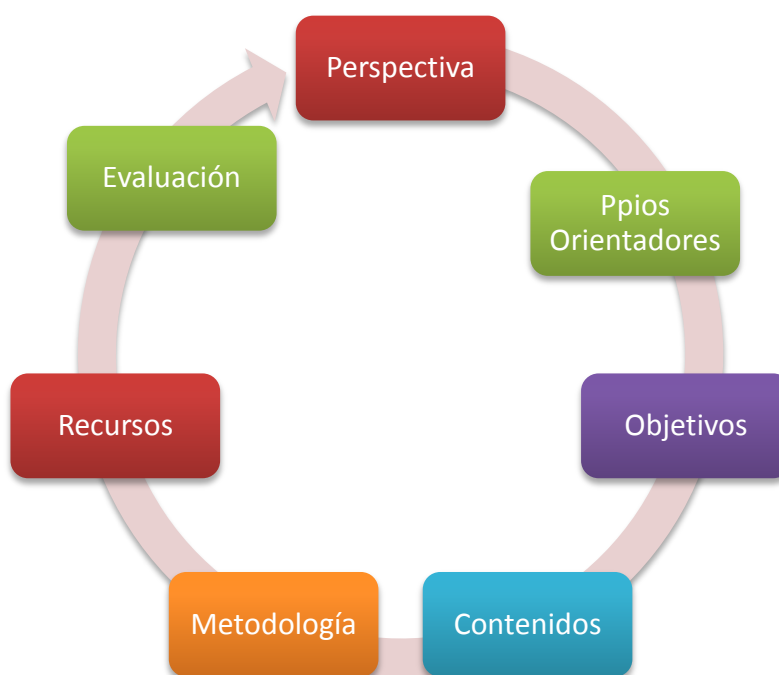 Perspectiva
Ppios
Orientadores
Objetivos
Contenidos
Metodología
Recursos
Evaluación